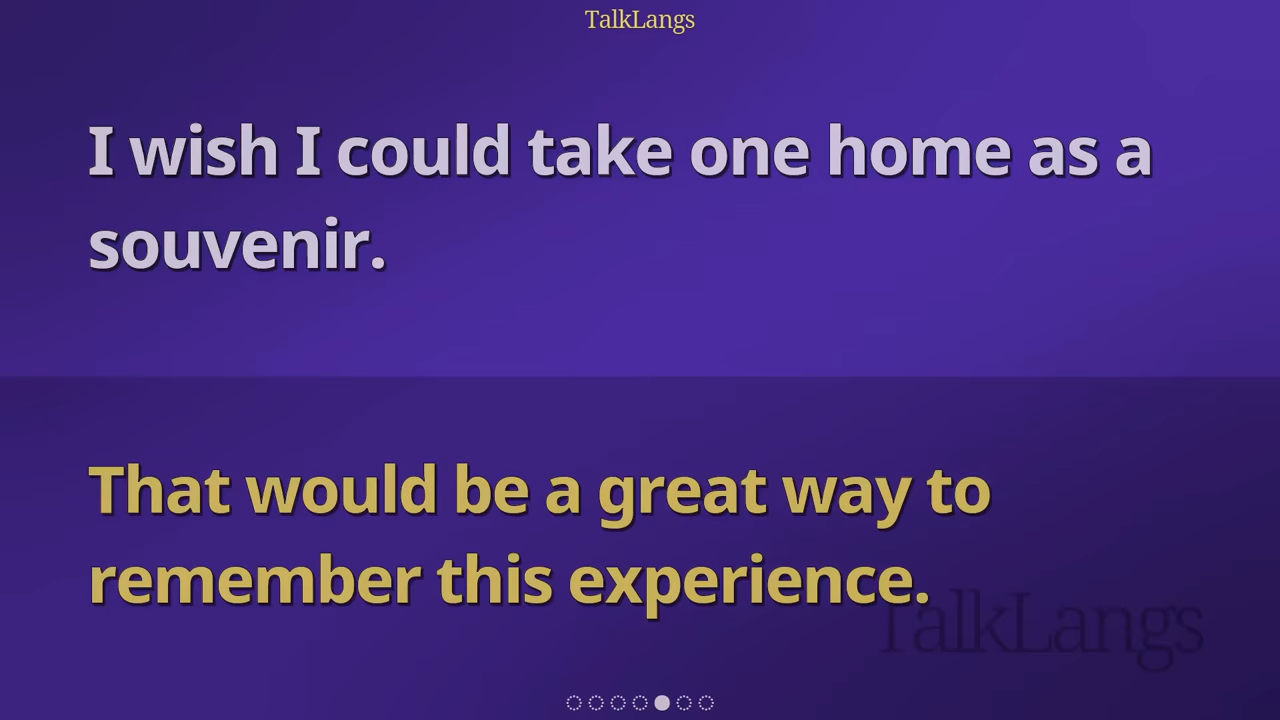 TalkLangs
I wish I could take one home as a
souvenir.
That would be a great way to
remember this experience.
TalkLangs